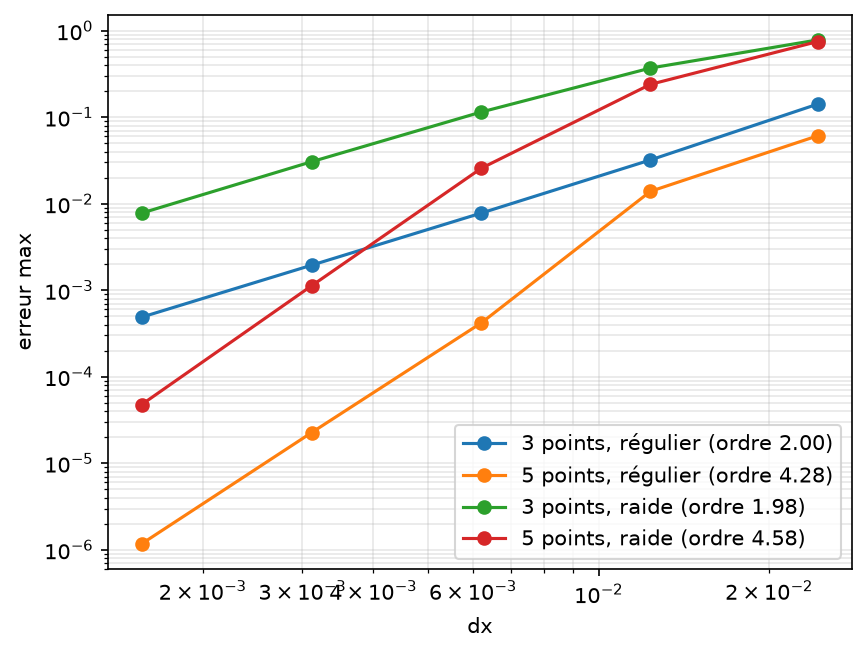 10⁰
10⁻¹
10⁻²
10⁻³
10⁻⁴
10⁻⁵
10⁻⁶
erreur max
3 points, régulier (ordre 2.00)
5 points, régulier (ordre 4.28)
3 points, raide (ordre 1.98)
5 points, raide (ordre 4.58)
2 × 10⁻³ 3 × 10⁻³ 4 × 10⁻³ 6 × 10⁻³ 10⁻² 2 × 10⁻²
dx